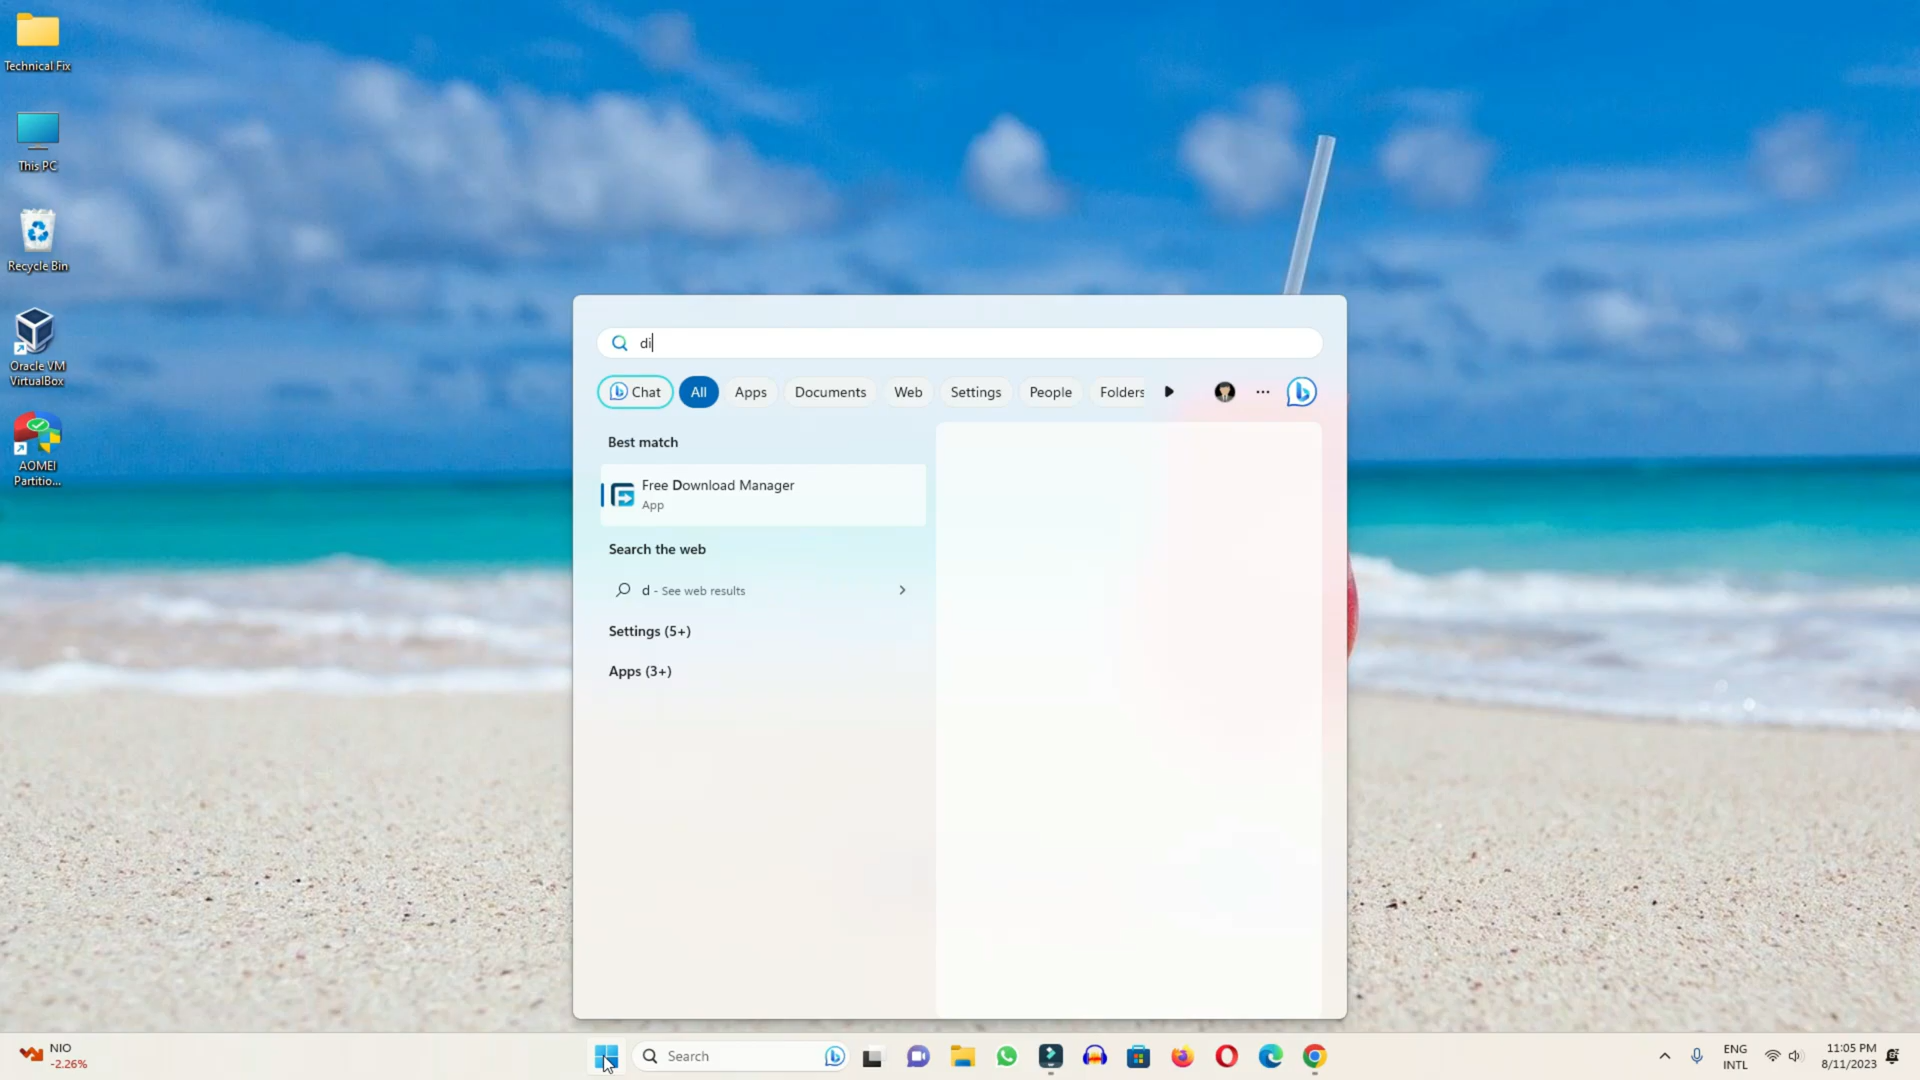 Technical Fix
This PC
Recycle Bin
Oracle VM
VirtualBox
AOMEI
Partitio...
di
Chat
All
Apps
Documents
Web
Settings
People
Folders
Best match
Free Download Manager
App
Search the web
d - See web results
Settings (5+)
Apps (3+)
NIO
-2.26%
Search
ENG
INTL
11:05 PM
8/11/2023